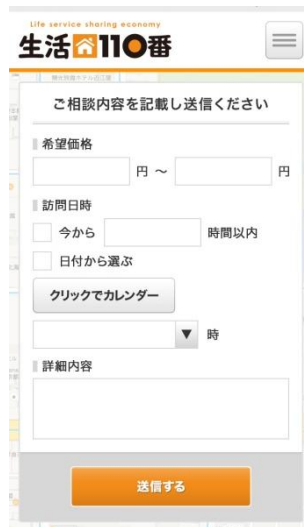 Life service sharing economy
生活110番
ご相談内容を記載し送信ください
希望価格
円 ~ 円
訪問日時
今から 時間以内
日付から選ぶ
クリックでカレンダー
▼ 時
詳細内容
送信する